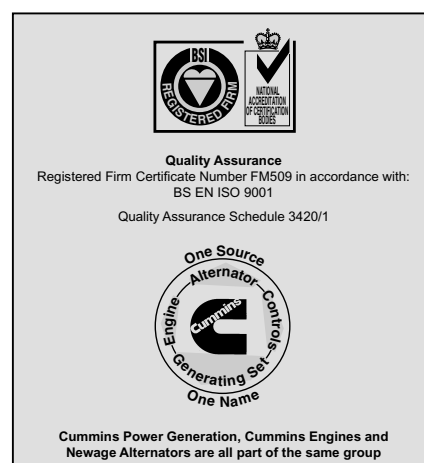 BSI
REGISTERED FIRM
NATIONAL
ACCREDITATION
OF CERTIFICATION
BODIES
Quality Assurance
Registered Firm Certificate Number FM509 in accordance with:
BS EN ISO 9001
Quality Assurance Schedule 3420/1
One Source
Alternator
Engine
Controls
Cummins
Generating Set
One Name
Cummins Power Generation, Cummins Engines and
Newage Alternators are all part of the same group